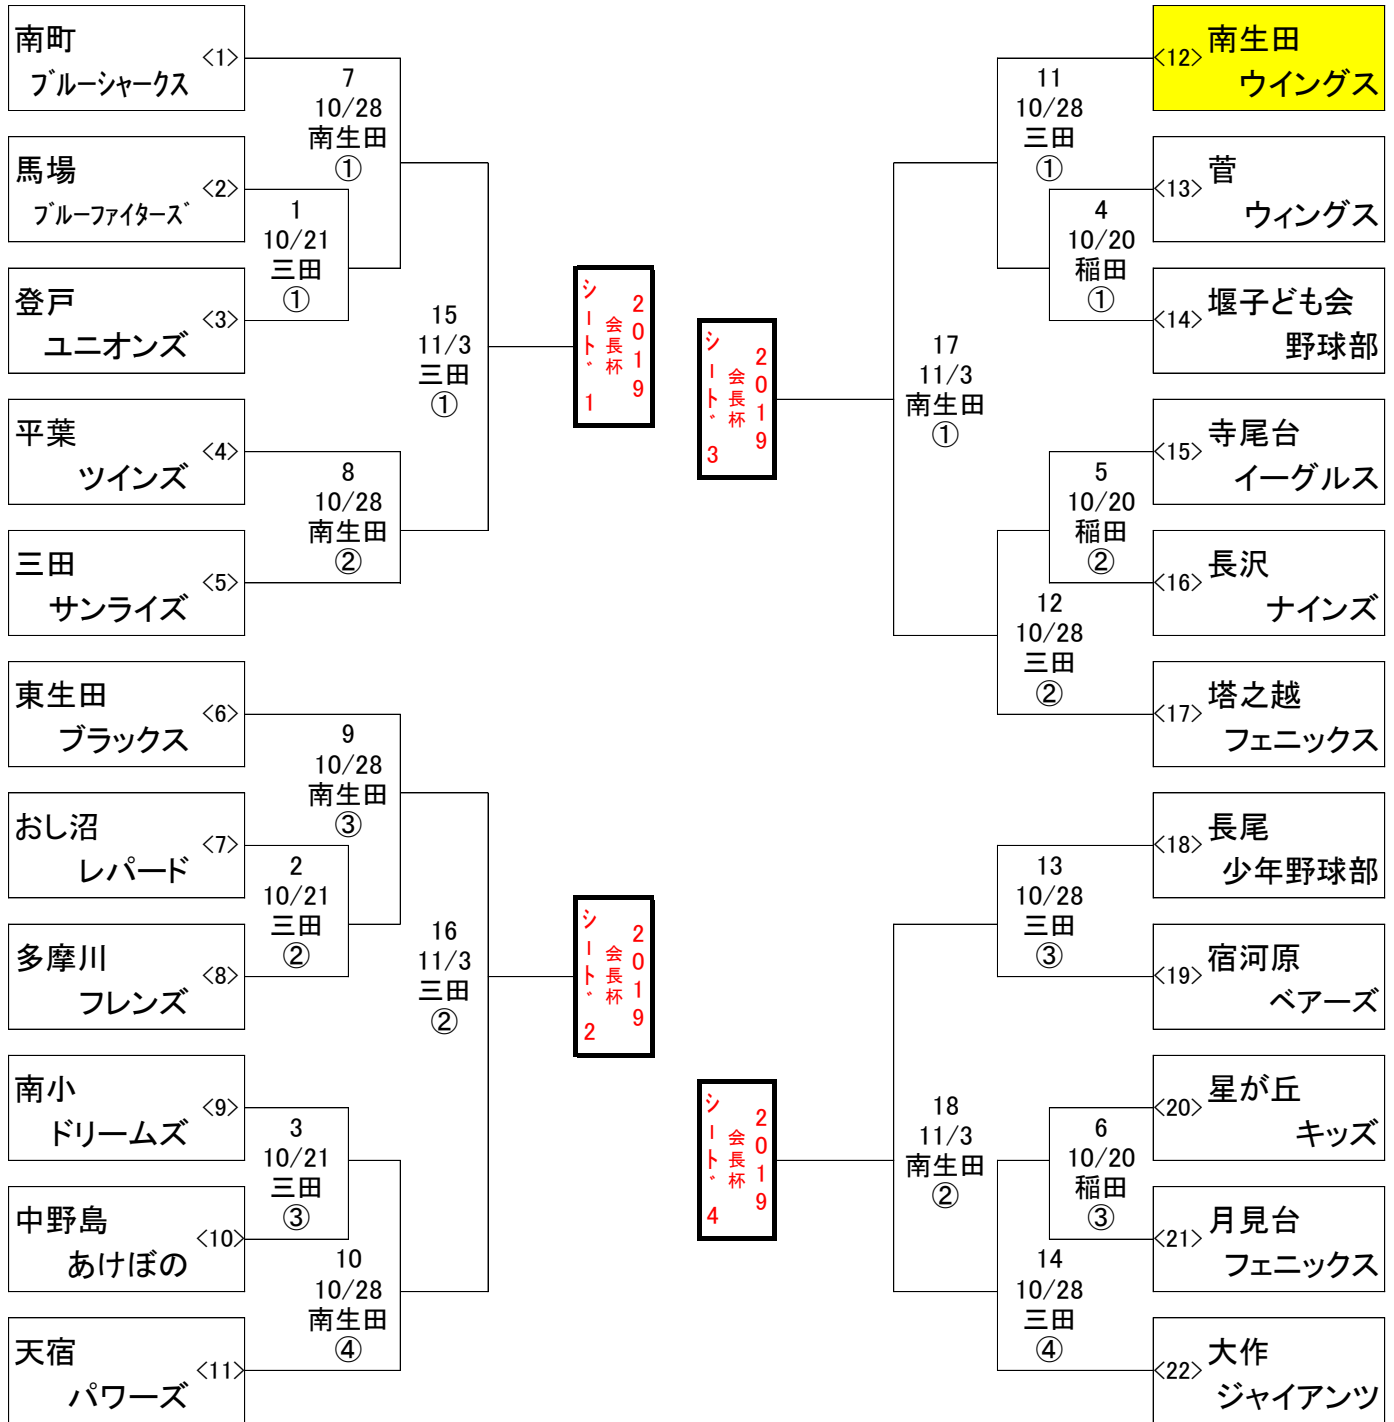 南町
ブルーシャークス
<1>
馬場
ブルーファイターズ
<2>
登戸
ユニオンズ
<3>
平葉
ツインズ
<4>
三田
サンライズ
<5>
東生田
ブラックス
<6>
おし沼
レパード
<7>
多摩川
フレンズ
<8>
南小
ドリームズ
<9>
中野島
あけぼの
<10>
天宿
パワーズ
<11>
7
10/28
南生田
①
1
10/21
三田
①
8
10/28
南生田
②
9
10/28
南生田
③
2
10/21
三田
②
3
10/21
三田
③
10
10/28
南生田
④
15
11/3
三田
①
16
11/3
三田
②
2019
会長杯
シード1
2019
会長杯
シード2
2019
会長杯
シード3
2019
会長杯
シード4
17
11/3
南生田
①
18
11/3
南生田
②
11
10/28
三田
①
4
10/20
稲田
①
5
10/20
稲田
②
12
10/28
三田
②
13
10/28
三田
③
6
10/20
稲田
③
14
10/28
三田
④
<12>
南生田
ウイングス
<13>
菅
ウィングス
<14>
堰子ども会
野球部
<15>
寺尾台
イーグルス
<16>
長沢
ナインズ
<17>
塔之越
フェニックス
<18>
長尾
少年野球部
<19>
宿河原
ベアーズ
<20>
星が丘
キッズ
<21>
月見台
フェニックス
<22>
大作
ジャイアンツ